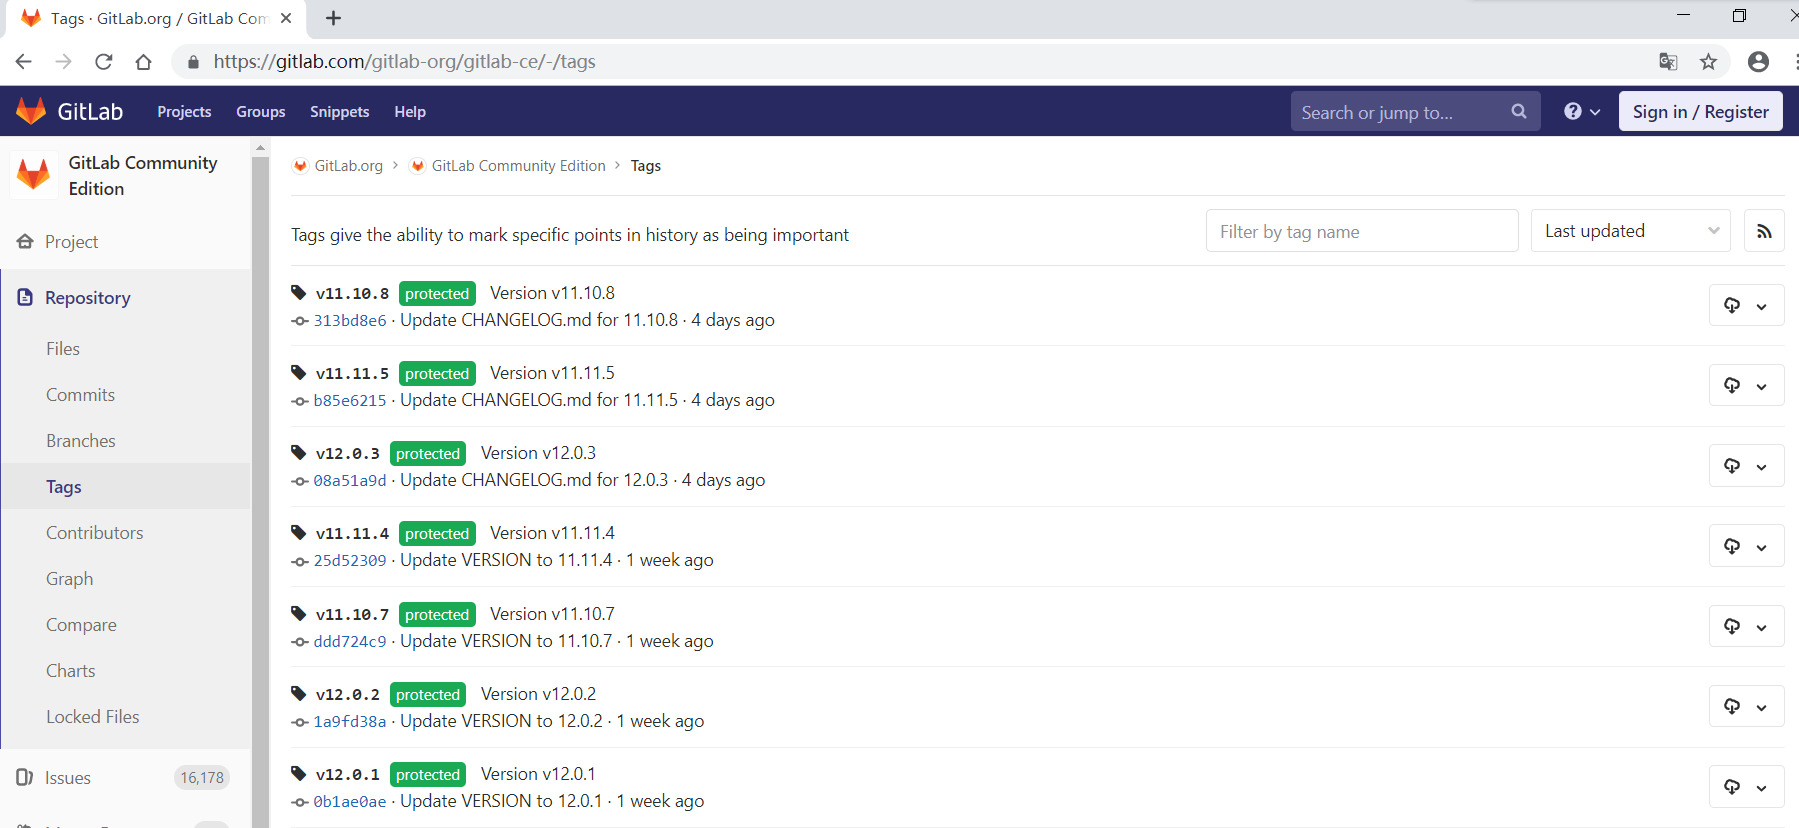 Tags · GitLab.org / GitLab Com
https://gitlab.com/gitlab-org/gitlab-ce/-/tags
GitLab Projects Groups Snippets Help Search or jump to... Sign in / Register
GitLab Community
Edition
Project
Repository
Files
Commits
Branches
Tags
Contributors
Graph
Compare
Charts
Locked Files
Issues 16,178
GitLab.org > GitLab Community Edition > Tags
Tags give the ability to mark specific points in history as being important
Filter by tag name
Last updated
v11.10.8 protected Version v11.10.8
313bd8e6 · Update CHANGELOG.md for 11.10.8 · 4 days ago
v11.11.5 protected Version v11.11.5
b85e6215 · Update CHANGELOG.md for 11.11.5 · 4 days ago
v12.0.3 protected Version v12.0.3
08a51a9d · Update CHANGELOG.md for 12.0.3 · 4 days ago
v11.11.4 protected Version v11.11.4
25d52309 · Update VERSION to 11.11.4 · 1 week ago
v11.10.7 protected Version v11.10.7
ddd724c9 · Update VERSION to 11.10.7 · 1 week ago
v12.0.2 protected Version v12.0.2
1a9fd38a · Update VERSION to 12.0.2 · 1 week ago
v12.0.1 protected Version v12.0.1
0b1ae0ae · Update VERSION to 12.0.1 · 1 week ago